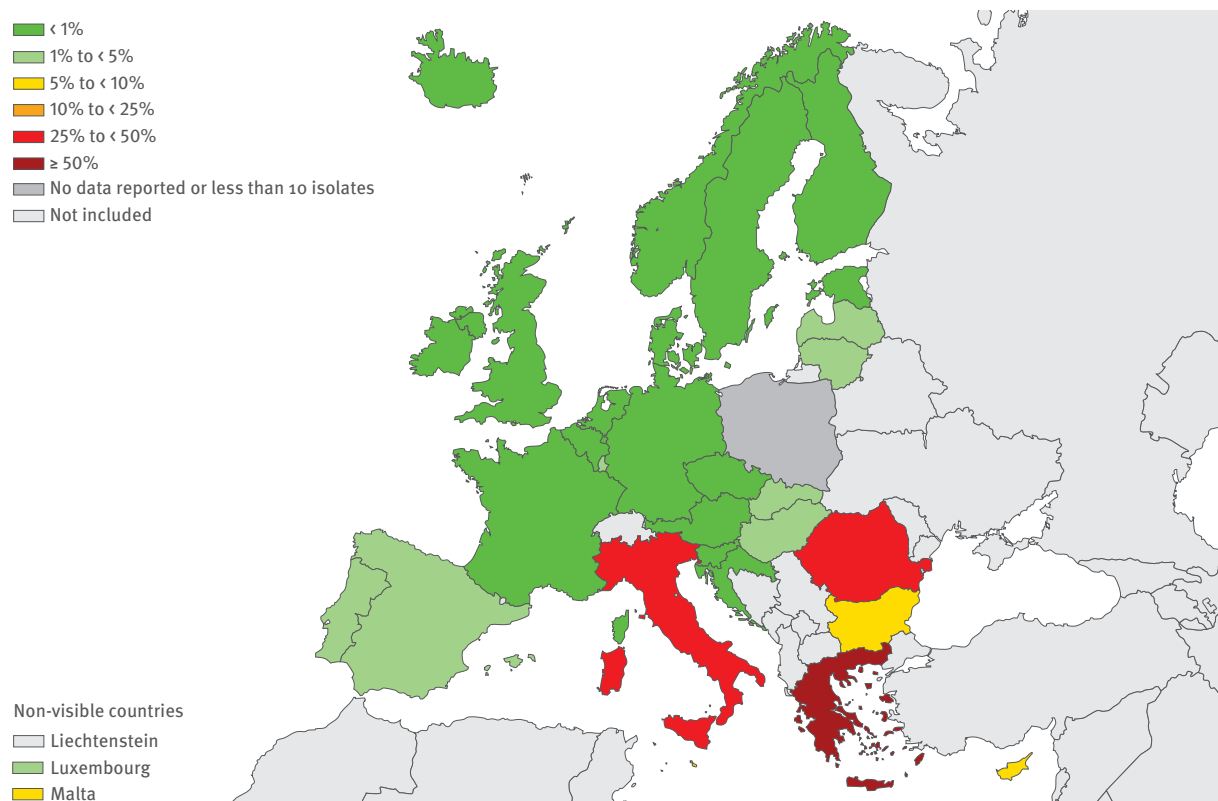 < 1%
1% to < 5%
5% to < 10%
10% to < 25%
25% to < 50%
≥ 50%
No data reported or less than 10 isolates
Not included
Non-visible countries
Liechtenstein
Luxembourg
Malta